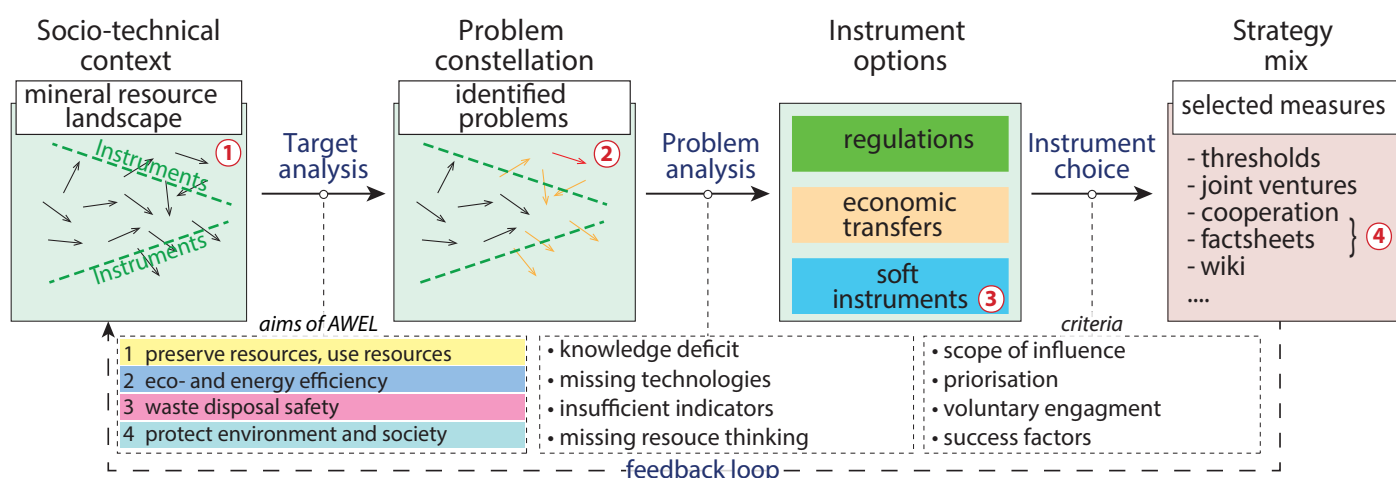 Socio-technical
context
mineral resource
landscape
Instruments
1
Instruments
Target
analysis
Problem
constellation
identified
problems
2
Problem
analysis
Instrument
options
regulations
economic
transfers
soft
instruments
3
Instrument
choice
Strategy
mix
selected measures
- thresholds
- joint ventures
- cooperation
- factsheets
- wiki
....
4
aims of AWEL
1 preserve resources, use resources
2 eco- and energy efficiency
3 waste disposal safety
4 protect environment and society
• knowledge deficit
• missing technologies
• insufficient indicators
• missing resouce thinking
criteria
• scope of influence
• priorisation
• voluntary engagment
• success factors
feedback loop